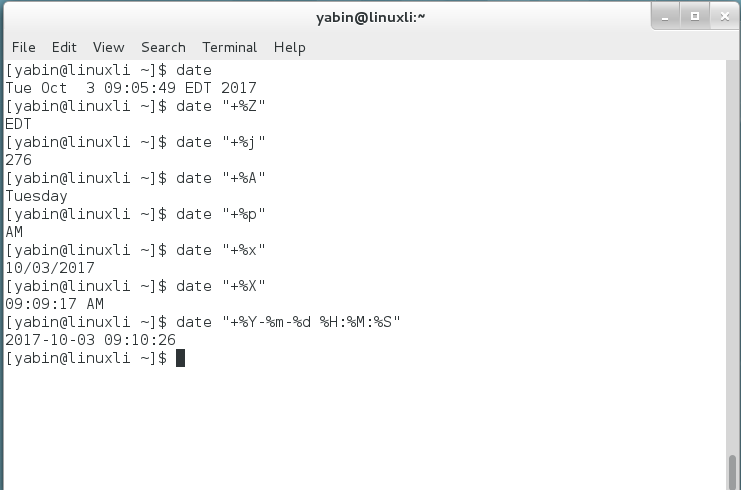 yabin@linuxli:~
File Edit View Search Terminal Help
[yabin@linuxli ~]$ date
Tue Oct  3 09:05:49 EDT 2017
[yabin@linuxli ~]$ date "+%Z"
EDT
[yabin@linuxli ~]$ date "+%j"
276
[yabin@linuxli ~]$ date "+%A"
Tuesday
[yabin@linuxli ~]$ date "+%p"
AM
[yabin@linuxli ~]$ date "+%x"
10/03/2017
[yabin@linuxli ~]$ date "+%X"
09:09:17 AM
[yabin@linuxli ~]$ date "+%Y-%m-%d %H:%M:%S"
2017-10-03 09:10:26
[yabin@linuxli ~]$